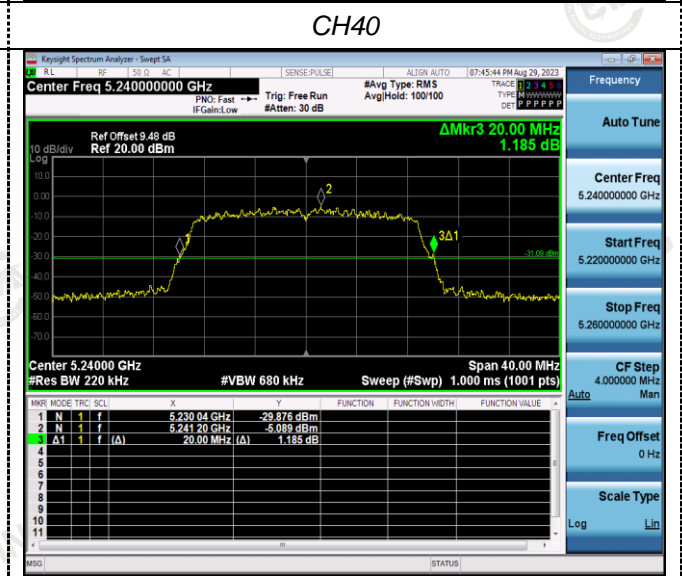 CH40
Keysight Spectrum Analyzer - Swept SA
RL RF 50 Ω AC SENSE:PULSE ALIGN AUTO 07:45:44 PM Aug 29, 2023
Center Freq 5.240000000 GHz
PNO: Fast
IFGain:Low
Trig: Free Run
#Atten: 30 dB
#Avg Type: RMS
Avg|Hold: 100/100
TRACE 1 2 3 4 5 6
TYPE M W W W W W
DET P P P P P P
Ref Offset 9.48 dB
10 dB/div Ref 20.00 dBm
ΔMkr3 20.00 MHz
1.185 dB
Log
10.0
0.00
-10.0
-20.0
-30.0
-40.0
-50.0
-60.0
-70.0
1
2
3Δ1
-31.09 dBm
Center 5.24000 GHz Span 40.00 MHz
#Res BW 220 kHz #VBW 680 kHz Sweep (#Swp) 1.000 ms (1001 pts)
MKR MODE TRC SCL X Y FUNCTION FUNCTION WIDTH FUNCTION VALUE
1 N 1 f 5.230 04 GHz -29.876 dBm
2 N 1 f 5.241 20 GHz -5.089 dBm
3 Δ1 1 f (Δ) 20.00 MHz (Δ) 1.185 dB
4
5
6
7
8
9
10
11
MSG STATUS
Frequency
Auto Tune
Center Freq
5.240000000 GHz
Start Freq
5.220000000 GHz
Stop Freq
5.260000000 GHz
CF Step
4.000000 MHz
Auto Man
Freq Offset
0 Hz
Scale Type
Log Lin